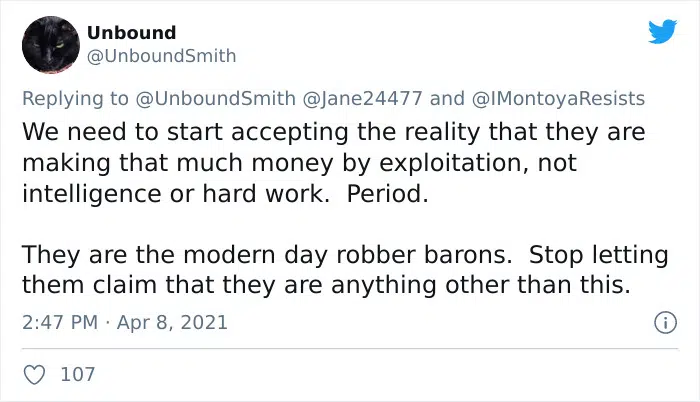 Unbound
@UnboundSmith
Replying to @UnboundSmith @Jane24477 and @IMontoyaResists
We need to start accepting the reality that they are
making that much money by exploitation, not
intelligence or hard work.  Period.
They are the modern day robber barons.  Stop letting
them claim that they are anything other than this.
2:47 PM · Apr 8, 2021
107